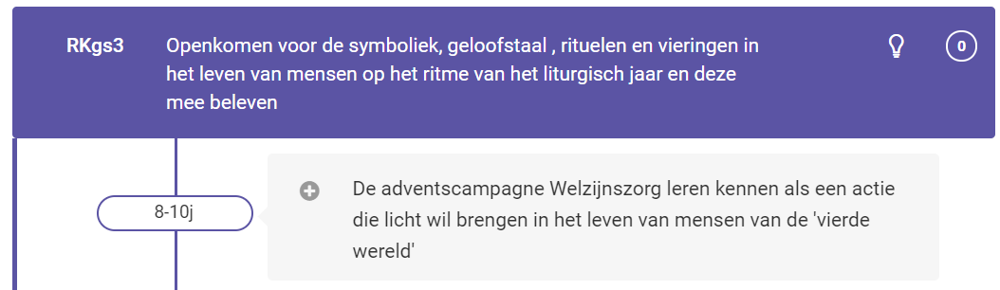 RKgs3
Openkomen voor de symboliek, geloofstaal , rituelen en vieringen in
het leven van mensen op het ritme van het liturgisch jaar en deze
mee beleven
0
8-10j
De adventscampagne Welzijnszorg leren kennen als een actie
die licht wil brengen in het leven van mensen van de 'vierde
wereld'